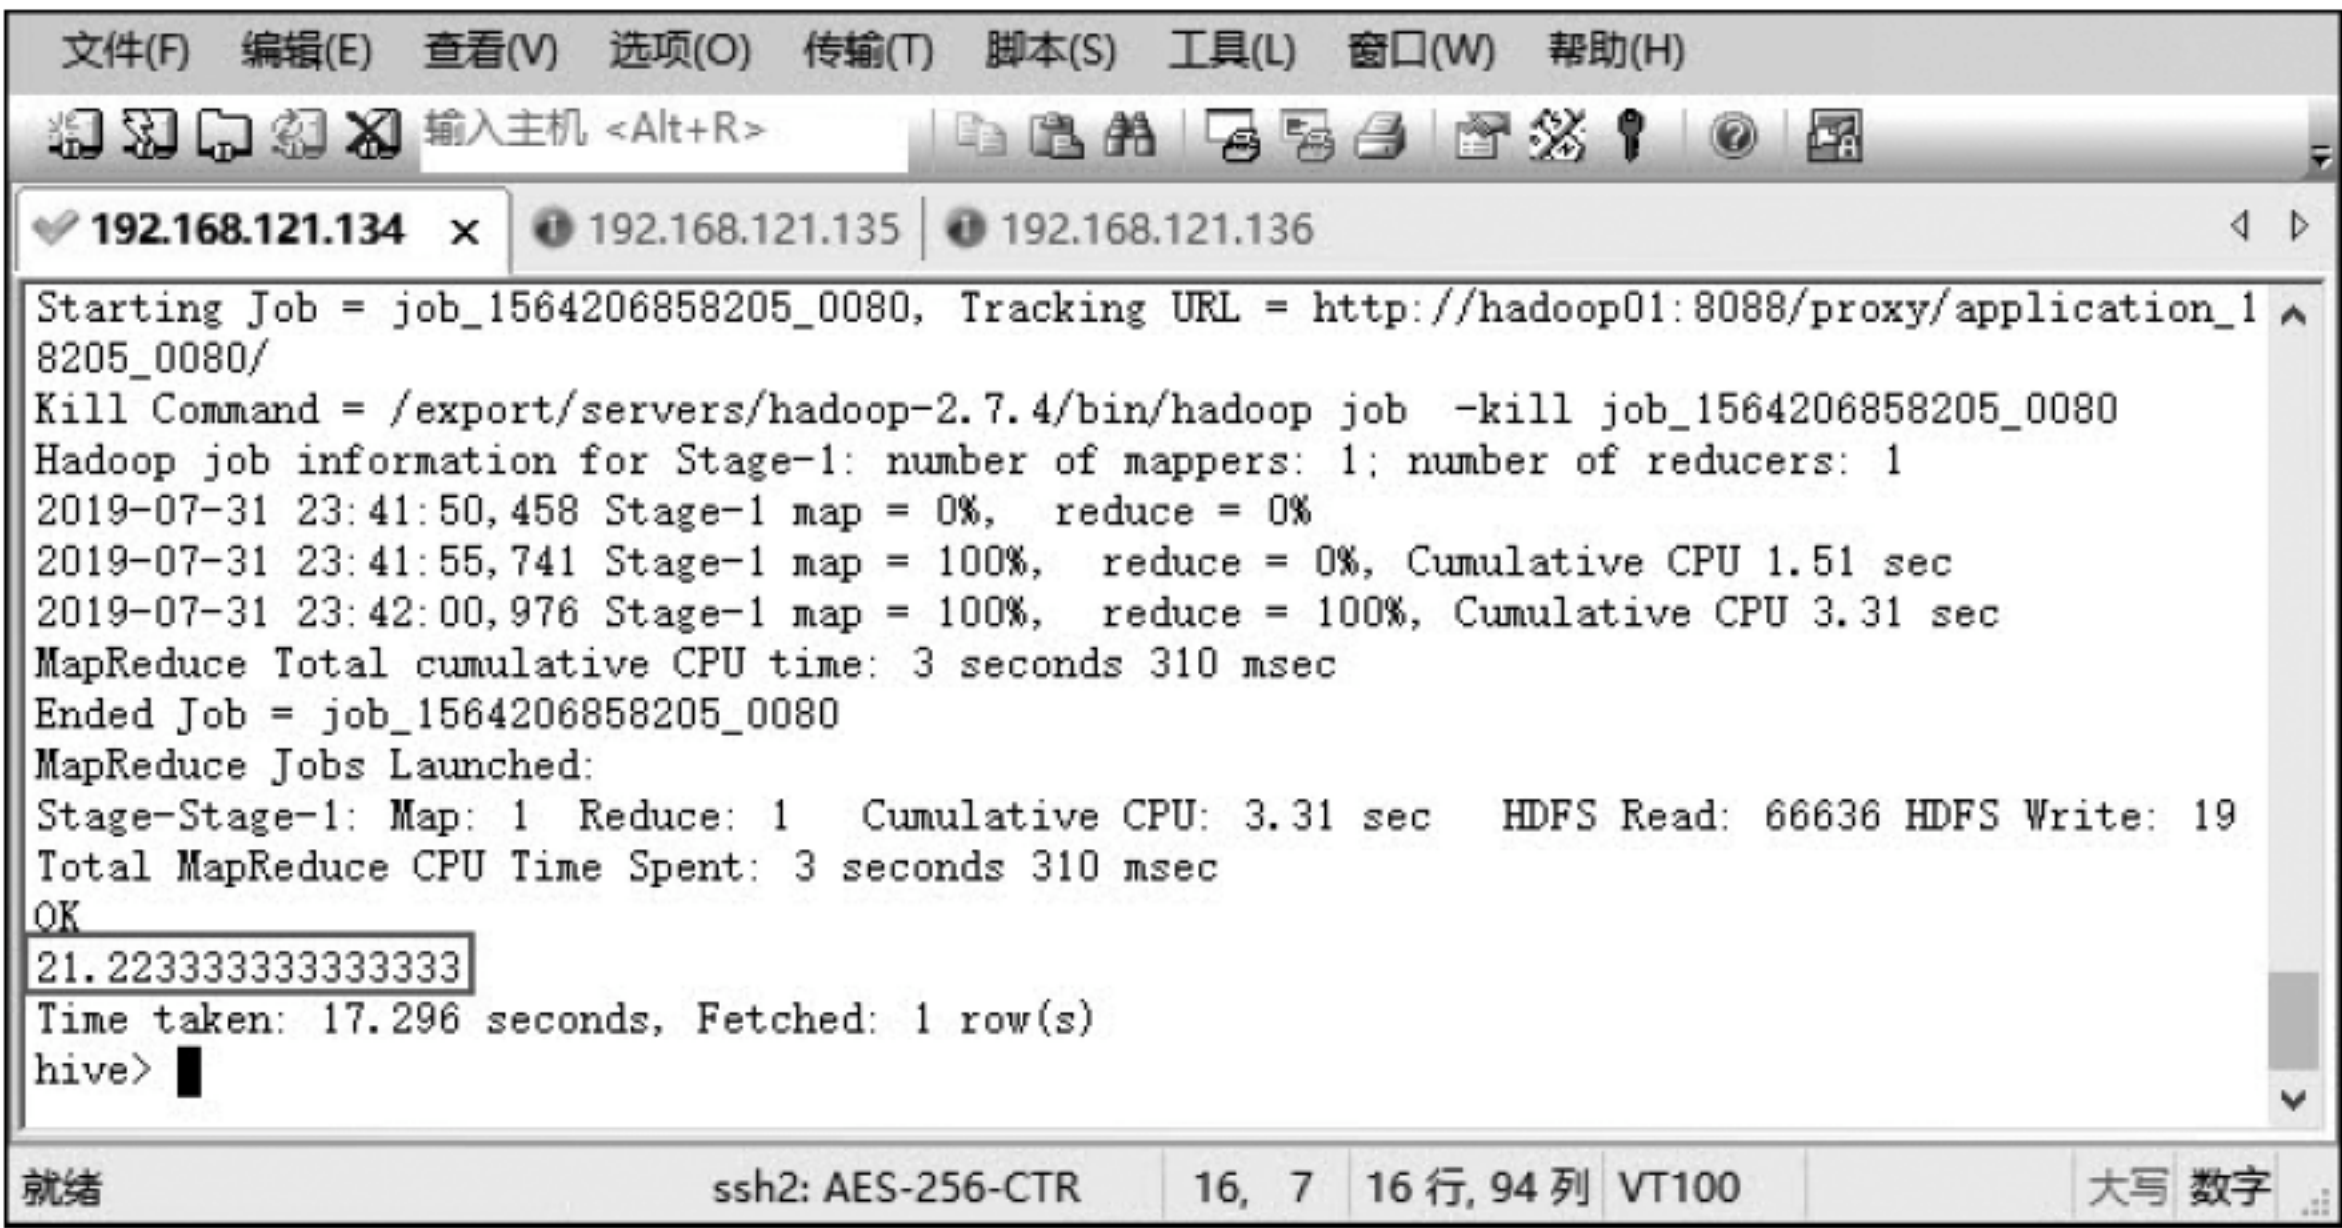 文件(F) 编辑(E) 查看(V) 选项(O) 传输(T) 脚本(S) 工具(L) 窗口(W) 帮助(H)
输入主机 <Alt+R>
192.168.121.134 × 192.168.121.135 192.168.121.136
Starting Job = job_1564206858205_0080, Tracking URL = http://hadoop01:8088/proxy/application_1
8205_0080/
Kill Command = /export/servers/hadoop-2.7.4/bin/hadoop job  -kill job_1564206858205_0080
Hadoop job information for Stage-1: number of mappers: 1; number of reducers: 1
2019-07-31 23:41:50,458 Stage-1 map = 0%,  reduce = 0%
2019-07-31 23:41:55,741 Stage-1 map = 100%,  reduce = 0%, Cumulative CPU 1.51 sec
2019-07-31 23:42:00,976 Stage-1 map = 100%,  reduce = 100%, Cumulative CPU 3.31 sec
MapReduce Total cumulative CPU time: 3 seconds 310 msec
Ended Job = job_1564206858205_0080
MapReduce Jobs Launched:
Stage-Stage-1: Map: 1  Reduce: 1   Cumulative CPU: 3.31 sec   HDFS Read: 66636 HDFS Write: 19
Total MapReduce CPU Time Spent: 3 seconds 310 msec
OK
21.223333333333333
Time taken: 17.296 seconds, Fetched: 1 row(s)
hive>
就绪 ssh2: AES-256-CTR 16, 7 16 行, 94 列 VT100 大写 数字